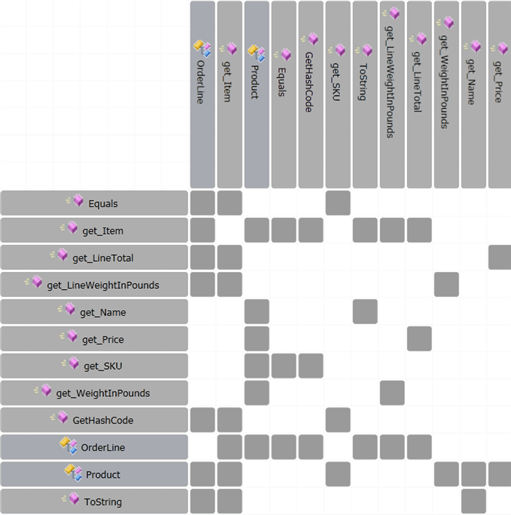 OrderLine
get_Item
Product
Equals
GetHashCode
get_SKU
ToString
get_LineWeightInPounds
get_LineTotal
get_WeightInPounds
get_Name
get_Price
Equals
get_Item
get_LineTotal
get_LineWeightInPounds
get_Name
get_Price
get_SKU
get_WeightInPounds
GetHashCode
OrderLine
Product
ToString